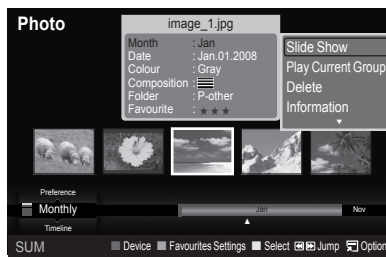 Photo
image_1.jpg
Month : Jan
Date : Jan.01.2008
Colour : Gray
Composition :
Folder : P-other
Favourite : ★ ★ ★
Slide Show
Play Current Group
Delete
Information
Preference
Monthly
Timeline
Jan
Nov
SUM
Device
Favourites Settings
Select
Jump
Option